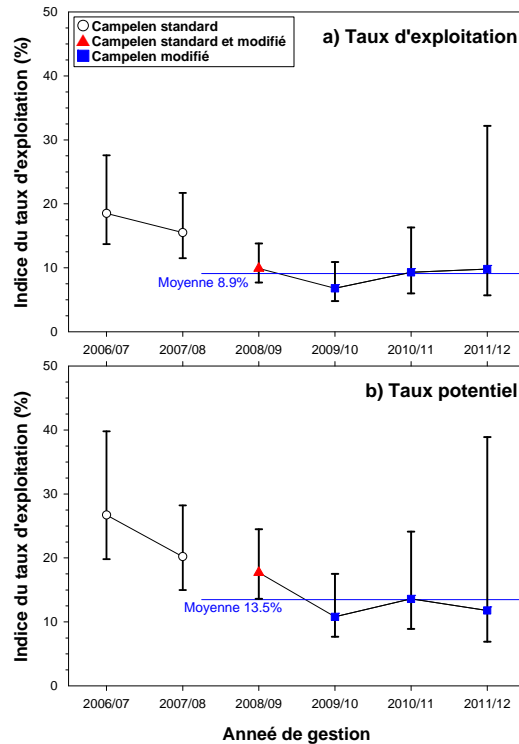 Campelen standard
Campelen standard et modifié
Campelen modifié
a) Taux d'exploitation
Indice du taux d'exploitation (%)
50
40
30
20
10
0
Moyenne 8.9%
2006/07 2007/08 2008/09 2009/10 2010/11 2011/12
b) Taux potentiel
Indice du taux d'exploitation (%)
50
40
30
20
10
0
Moyenne 13.5%
2006/07 2007/08 2008/09 2009/10 2010/11 2011/12
Anneé de gestion